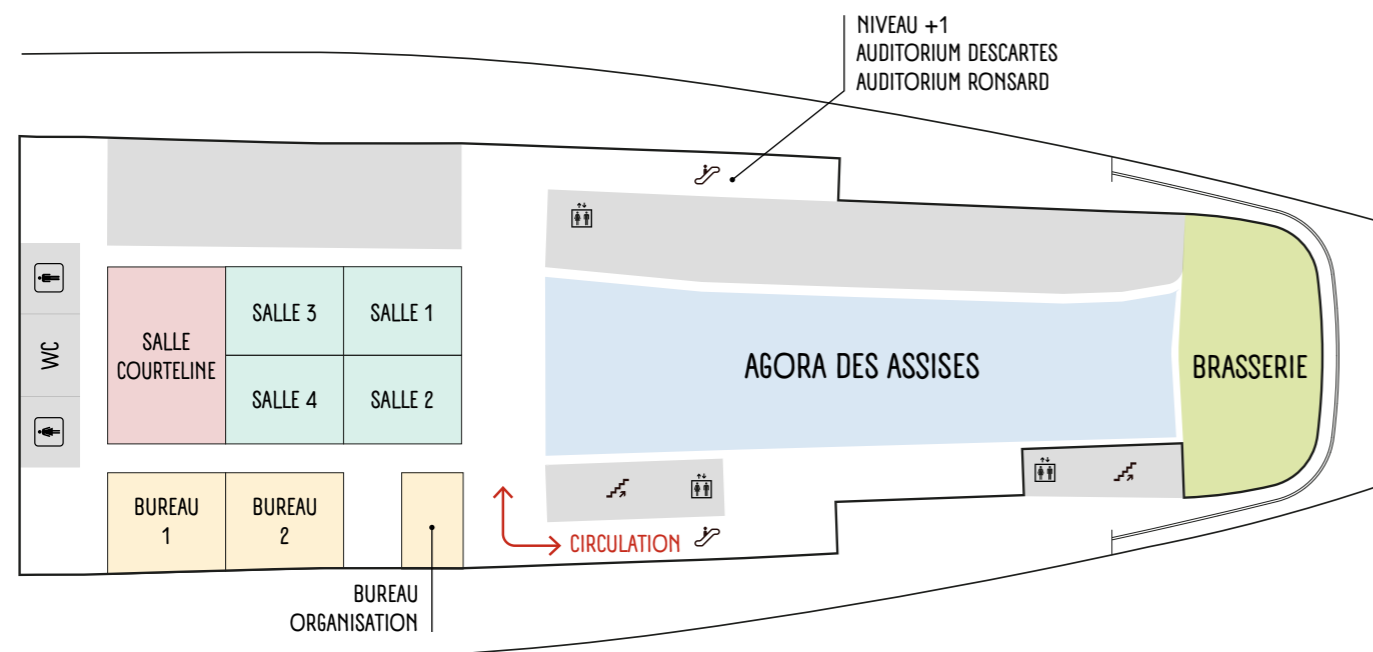 NIVEAU +1
AUDITORIUM DESCARTES
AUDITORIUM RONSARD
WC
SALLE
COURTELINE
SALLE 3
SALLE 1
SALLE 4
SALLE 2
AGORA DES ASSISES
BRASSERIE
BUREAU
1
BUREAU
2
CIRCULATION
BUREAU
ORGANISATION